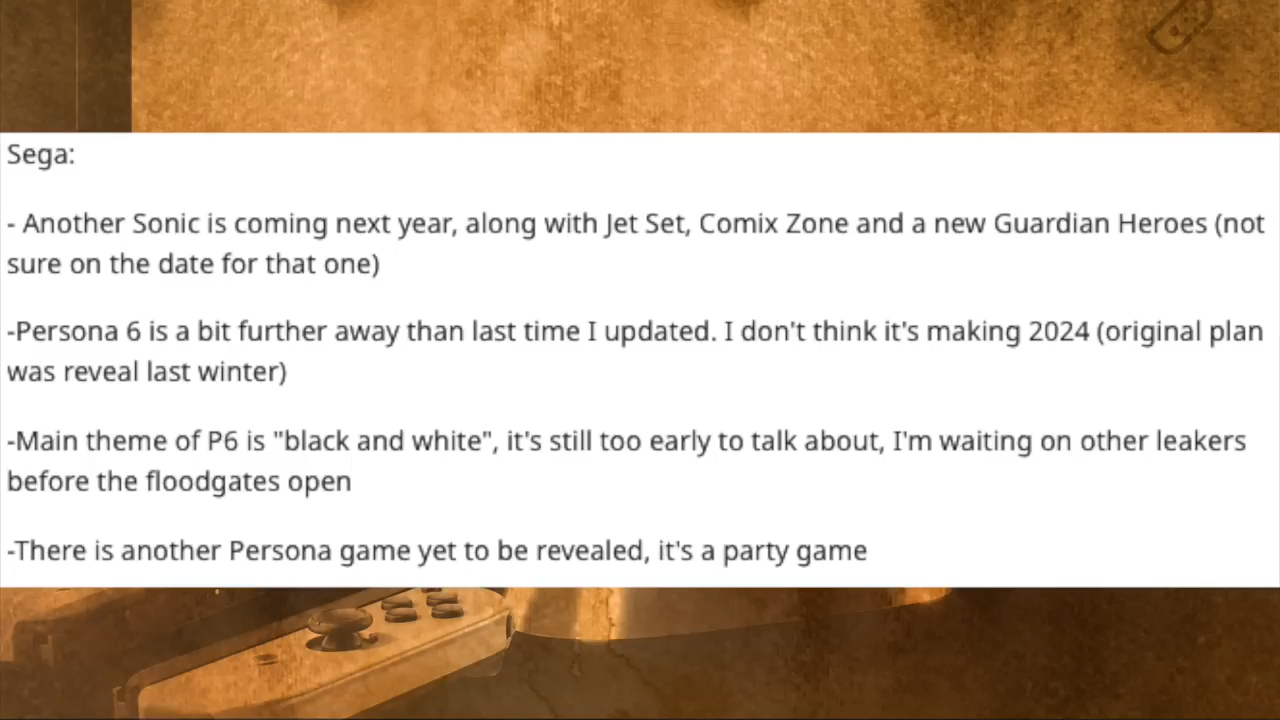 Sega:
- Another Sonic is coming next year, along with Jet Set, Comix Zone and a new Guardian Heroes (not
sure on the date for that one)
-Persona 6 is a bit further away than last time I updated. I don't think it's making 2024 (original plan
was reveal last winter)
-Main theme of P6 is "black and white", it's still too early to talk about, I'm waiting on other leakers
before the floodgates open
-There is another Persona game yet to be revealed, it's a party game